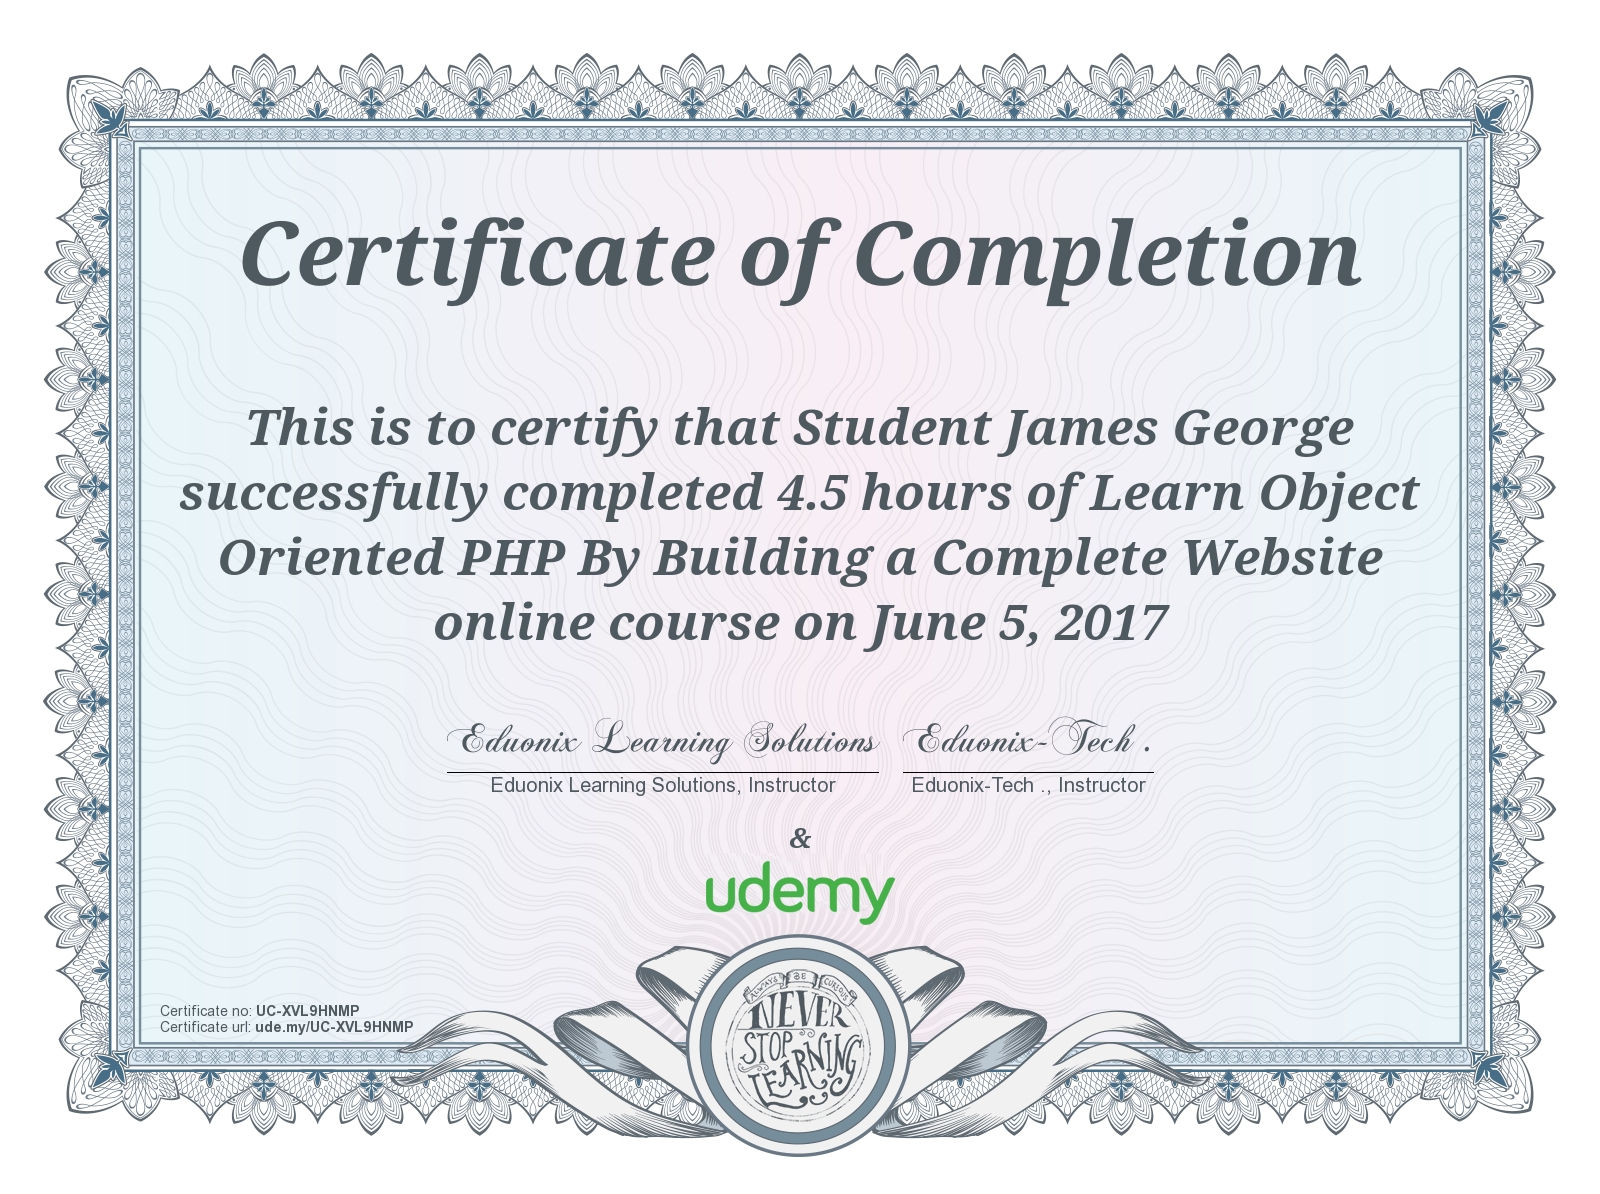 Certificate of Completion
This is to certify that Student James George
successfully completed 4.5 hours of Learn Object
Oriented PHP By Building a Complete Website
online course on June 5, 2017
Eduonix Learning Solutions Eduonix-Tech .
Eduonix Learning Solutions, Instructor Eduonix-Tech ., Instructor
&
udemy
ALWAYS BE CURIOUS
NEVER
STOP
LEARNING
Certificate no: UC-XVL9HNMP
Certificate url: ude.my/UC-XVL9HNMP